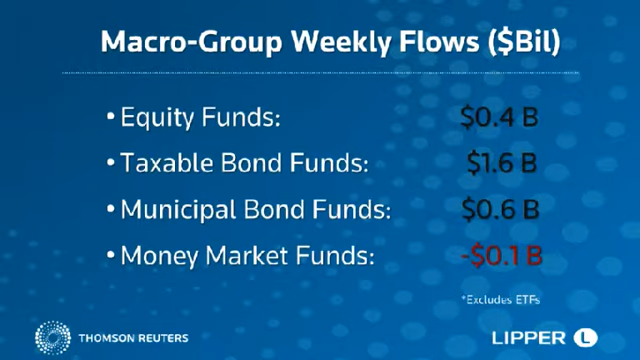 Macro-Group Weekly Flows ($Bil)
• Equity Funds: $0.4 B
• Taxable Bond Funds: $1.6 B
• Municipal Bond Funds: $0.6 B
• Money Market Funds: -$0.1 B
*Excludes ETFs
THOMSON REUTERS LIPPER L